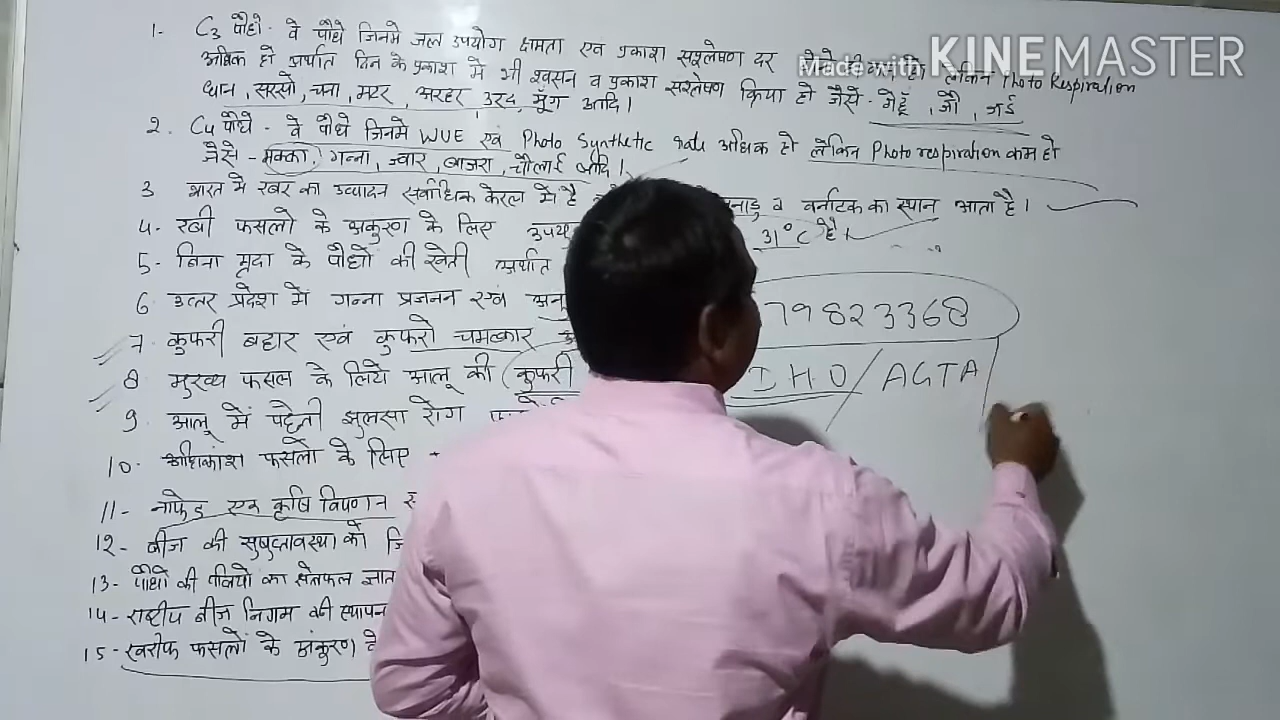 1- C3 पौधे - वे पौधे जिनमे जल उपयोग क्षमता एवं प्रकाश सश्लेषण दर
Made with KINEMASTER
लेकिन Photo Respiration
अधिक हो अर्थात दिन के प्रकाश मे भी श्वसन व प्रकाश सश्लेषण क्रिया हो जैसे - गेहूँ, जौ, जई
धान, सरसो, चना, मटर, अरहर, उरद, मूँग आदि।
2. C4 पौधे - वे पौधे जिनमे WUE एवं Photo Synthetic अधिक हो लेकिन Photo respiration कम हो
जैसे - मक्का, गन्ना, ज्वार, बाजरा, चौलाई आदि।
3 भारत मे रबर का उत्पादन सर्वाधिक केरल मे है व कर्नाटक का स्थान आता है।
4- रबी फसलो के अंकुरण के लिए 31°C है।
5- बिना मृदा के पौधों की खेती अर्थात
6 उत्तर प्रदेश में गन्ना प्रजनन एवं
79823368
7- कुफरी बहार एवं कुफरी चमत्कार
8 मुख्य फसल के लिये आलू की कुफरी
I H O / AGTA
9 आलू में पछेती झुलसा रोग
10- अधिकांश फसलो के लिए
11- नाफेड एक कृषि विपणन
12- बीज की सुषुप्तावस्था को
13- पौधों की पत्तियों का क्षेत्रफल ज्ञात
14- राष्ट्रीय बीज निगम की स्थापना
15- खरीफ फसलों के अंकुरण के